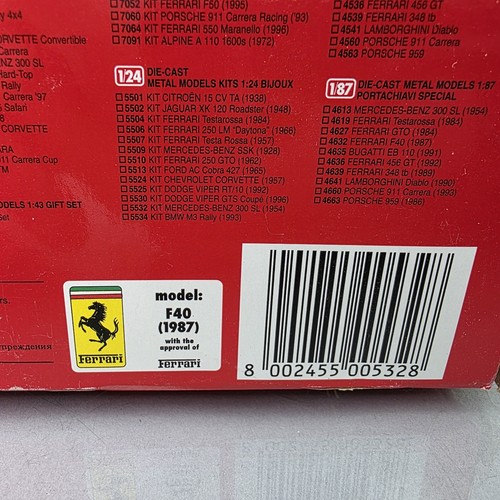 7052 KIT FERRARI F50 (1995)
7060 KIT PORSCHE 911 Carrera Racing ('93)
7064 KIT FERRARI 550 Maranello (1996)
7091 KIT ALPINE A 110 1600s (1972)
4536 FERRARI 456 GT
4539 FERRARI 348 tb
4541 LAMBORGHINI Diablo
4560 PORSCHE 911 Carrera
4563 PORSCHE 959
y 4x4
RVETTE Convertible
Carrera
NZ 300 SL
Hard-Top
l Carrera
Carrera '97
Safari
CORVETTE
911 Carrera Cup
ODELS 1:43 GIFT SET
Set
1/24 DIE-CAST
METAL MODELS KITS 1:24 BIJOUX
5501 KIT CITROËN 15 CV TA (1938)
5502 KIT JAGUAR XK 120 Roadster (1948)
5504 KIT FERRARI Testarossa (1984)
5506 KIT FERRARI 250 LM "Daytona" (1966)
5507 KIT FERRARI Testa Rossa (1957)
5509 KIT MERCEDES-BENZ SSK (1928)
5510 KIT FERRARI 250 GTO (1962)
5513 KIT FORD AC Cobra 427 (1965)
5524 KIT CHEVROLET CORVETTE (1957)
5525 KIT DODGE VIPER RT/10 (1992)
5530 KIT DODGE VIPER GTS Coupé (1996)
5532 KIT MERCEDES-BENZ 300 SL (1954)
5534 KIT BMW M3 Rally (1993)
1/87 DIE-CAST METAL MODELS 1:87
PORTACHIAVI SPECIAL
4613 MERCEDES-BENZ 300 SL (1954)
4619 FERRARI Testarossa (1984)
4627 FERRARI GTO (1984)
4632 FERRARI F40 (1987)
4635 BUGATTI EB 110 (1991)
4636 FERRARI 456 GT (1992)
4639 FERRARI 348 tb (1989)
4641 LAMBORGHINI Diablo (1990)
4660 PORSCHE 911 Carrera (1993)
4663 PORSCHE 959 (1986)
rs.
упреждения
Ferrari
model:
F40
(1987)
with the
approval of
Ferrari
8 002455 005328